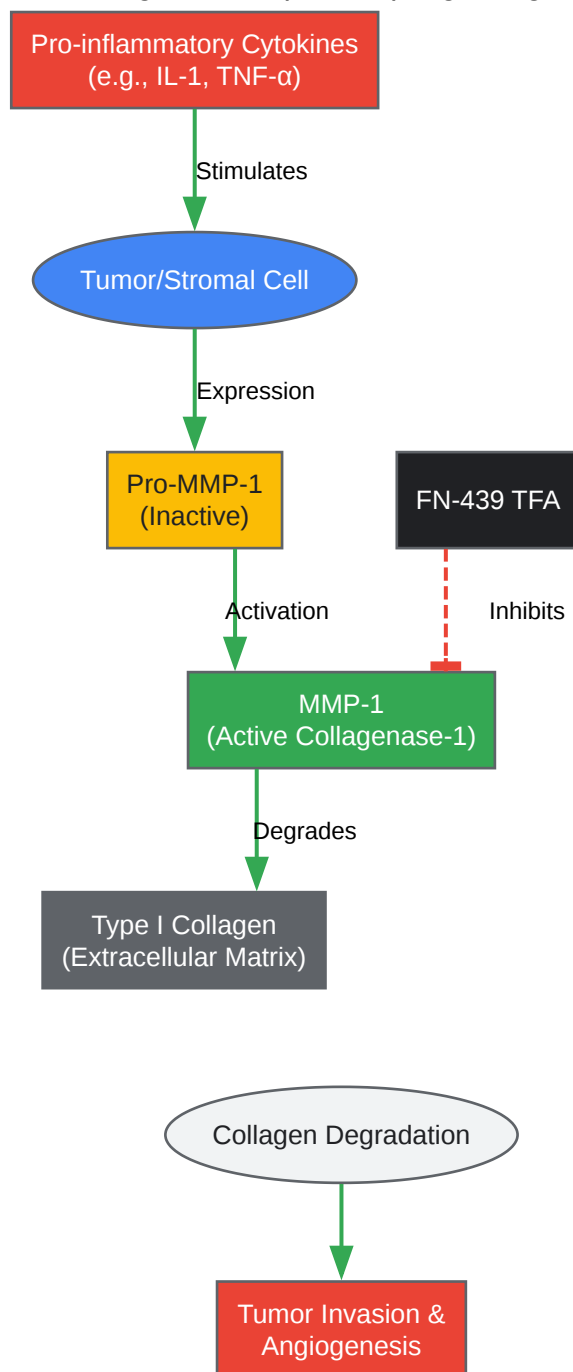 Pro-inflammatory Cytokines
(e.g., IL-1, TNF-α)
Stimulates
Tumor/Stromal Cell
Expression
Pro-MMP-1
(Inactive)
FN-439 TFA
Activation
Inhibits
MMP-1
(Active Collagenase-1)
Degrades
Type I Collagen
(Extracellular Matrix)
Collagen Degradation
Tumor Invasion &
Angiogenesis